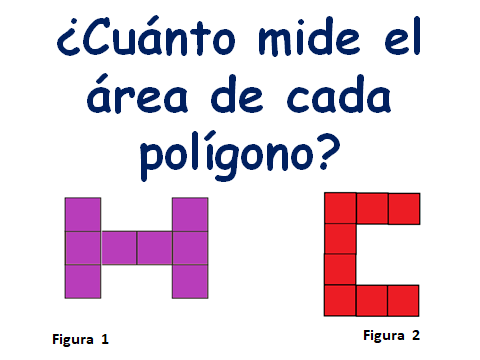 ¿Cuánto mide el
área de cada
polígono?
Figura 1
Figura 2